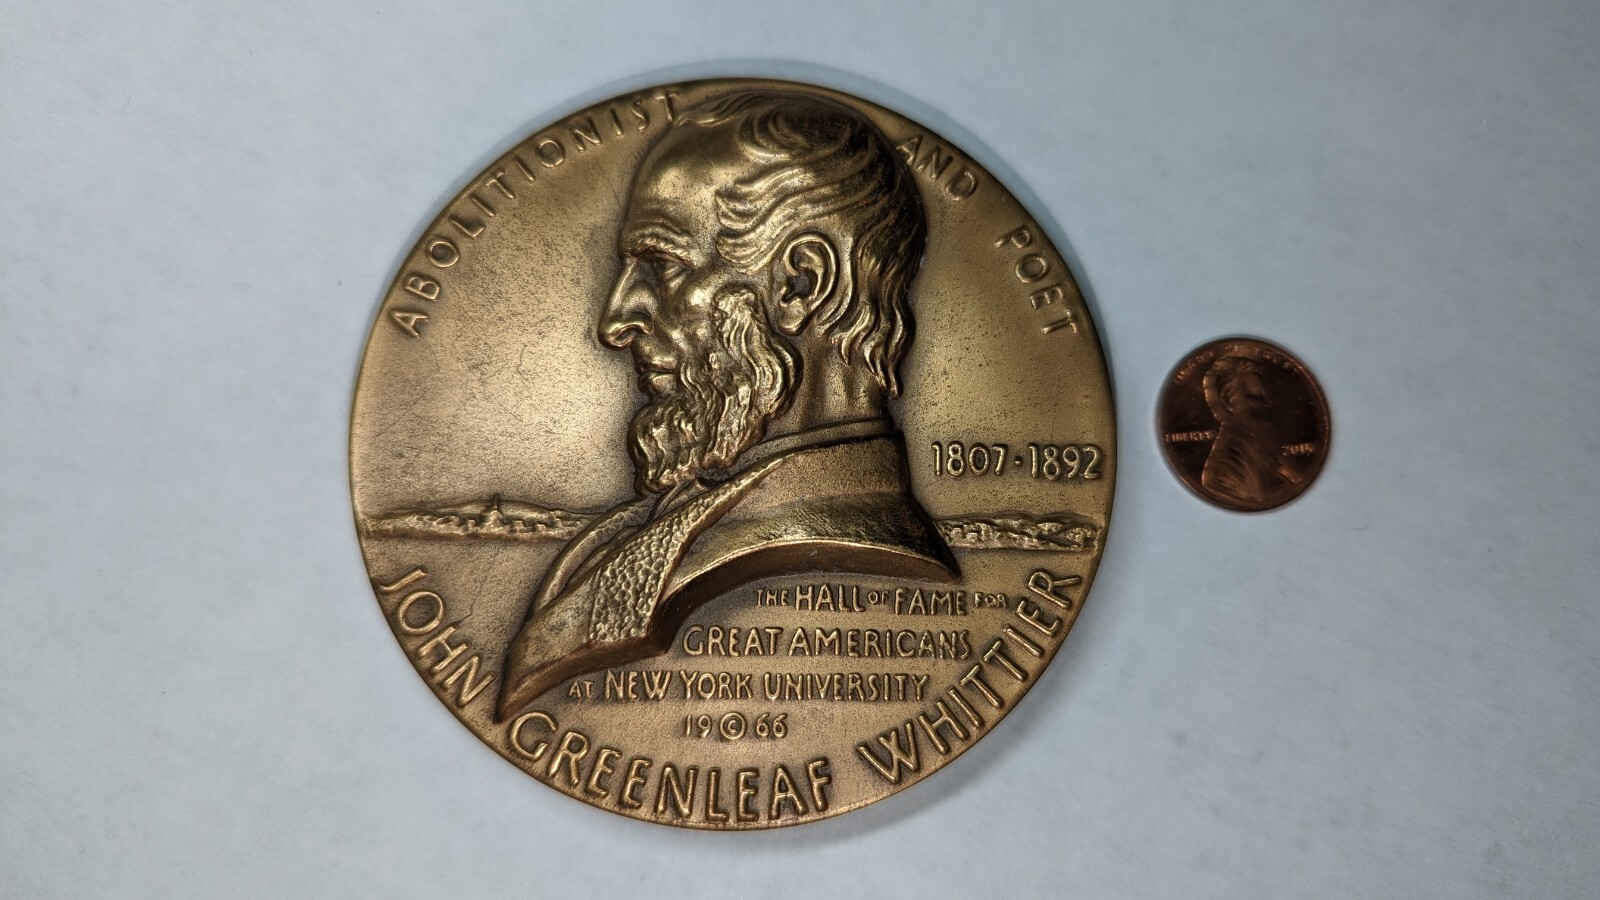 ABOLITIONIST AND POET
1807·1892
THE HALL OF FAME FOR
GREAT AMERICANS
AT NEW YORK UNIVERSITY
19©66
JOHN GREENLEAF WHITTIER
LIBERTY